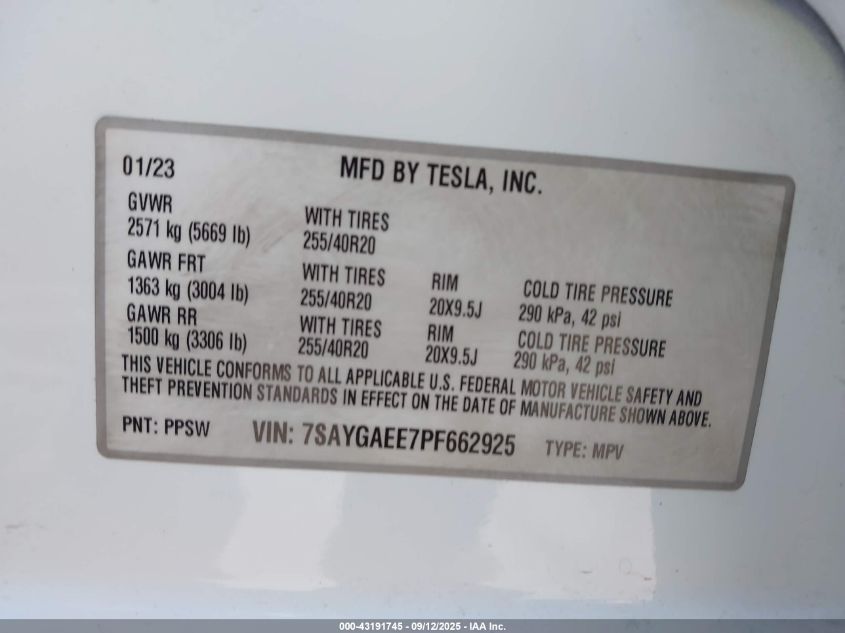 01/23 MFD BY TESLA, INC.
GVWR
2571 kg (5669 lb) WITH TIRES 255/40R20
GAWR FRT
1363 kg (3004 lb) WITH TIRES 255/40R20 RIM 20X9.5J COLD TIRE PRESSURE 290 kPa, 42 psi
GAWR RR
1500 kg (3306 lb) WITH TIRES 255/40R20 RIM 20X9.5J COLD TIRE PRESSURE 290 kPa, 42 psi
THIS VEHICLE CONFORMS TO ALL APPLICABLE U.S. FEDERAL MOTOR VEHICLE SAFETY AND
THEFT PREVENTION STANDARDS IN EFFECT ON THE DATE OF MANUFACTURE SHOWN ABOVE.
PNT: PPSW VIN: 7SAYGAEE7PF662925 TYPE: MPV
000-43191745 - 09/12/2025 - IAA Inc.